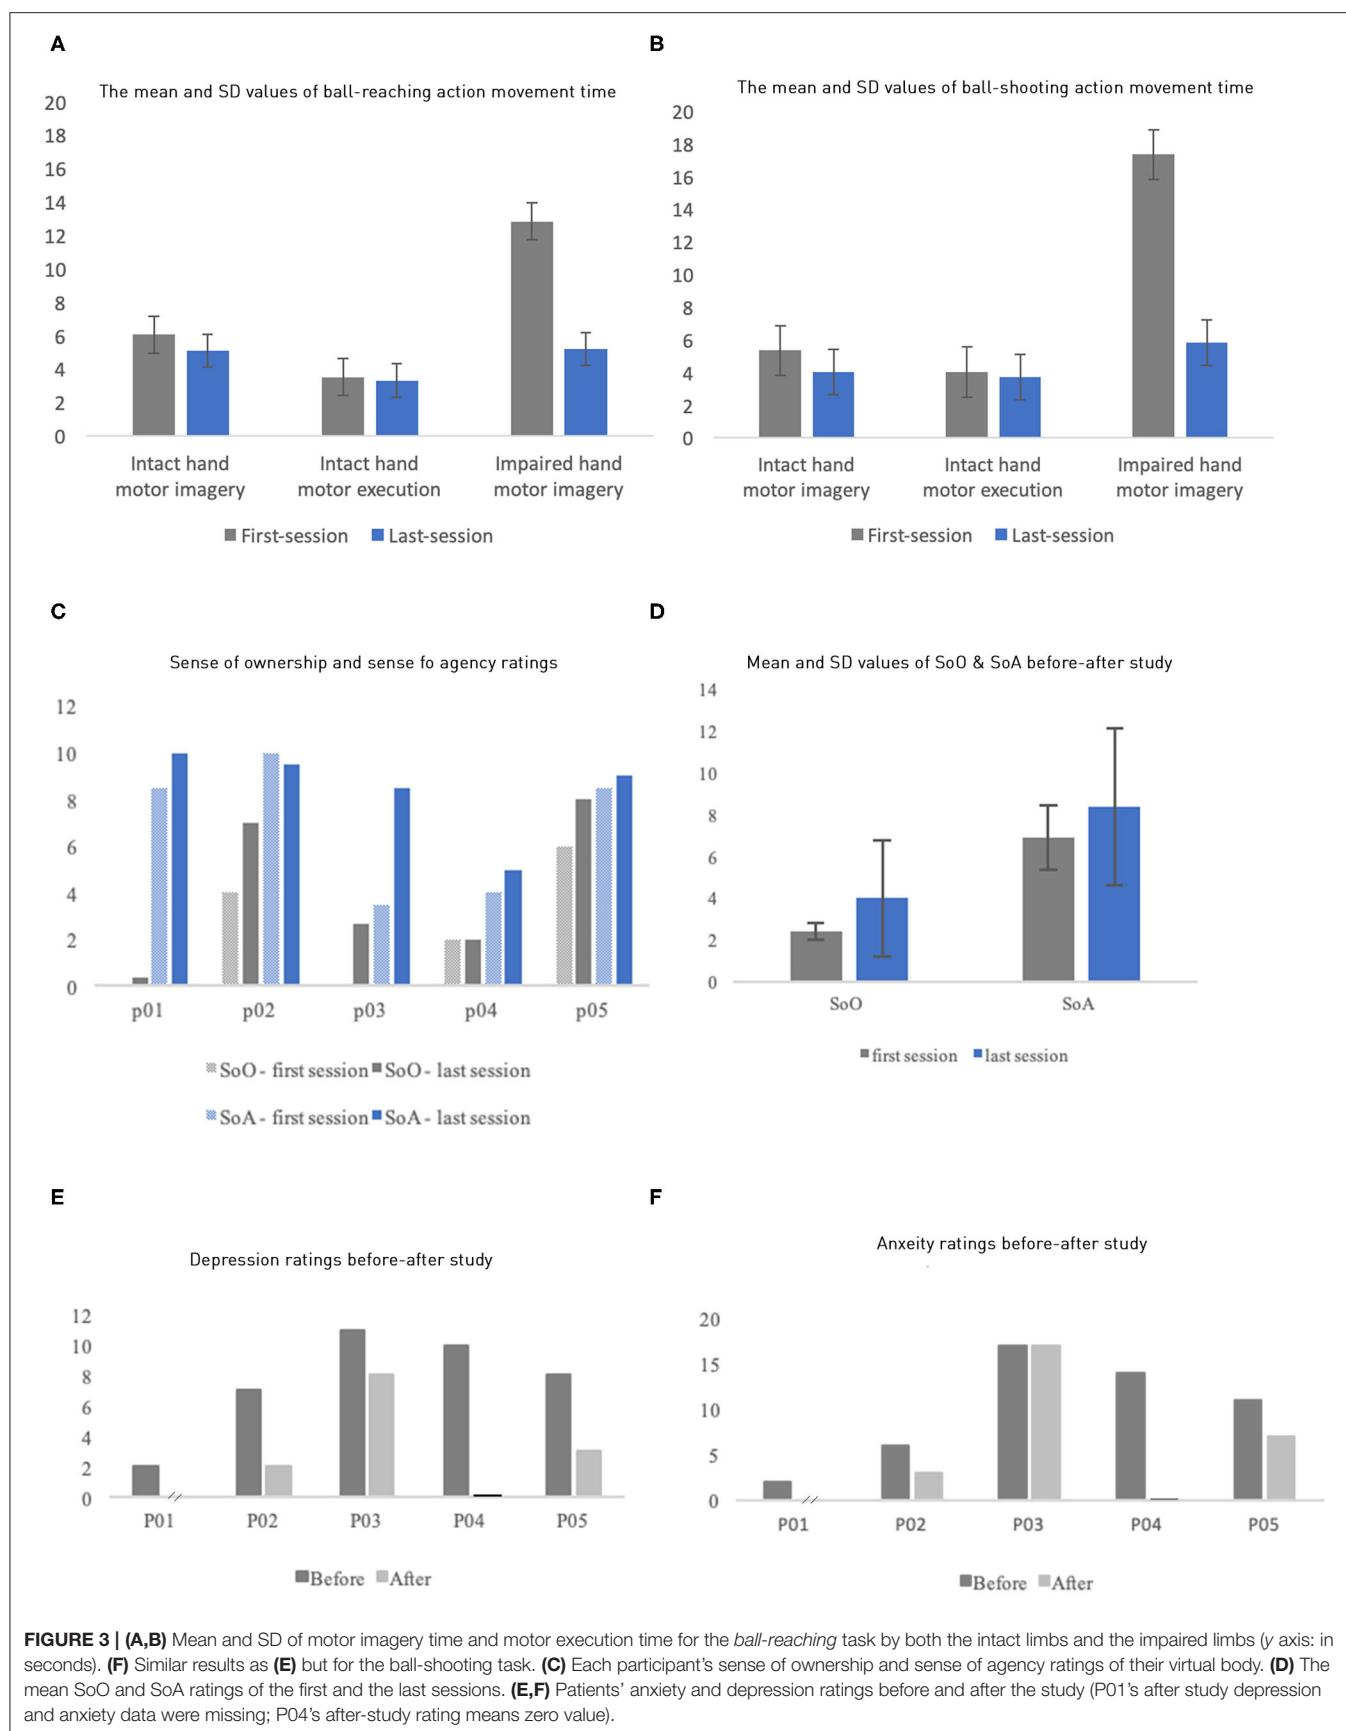 A
The mean and SD values of ball-reaching action movement time
20
18
16
14
12
10
8
6
4
2
0
Intact hand
motor imagery
Intact hand
motor execution
Impaired hand
motor imagery
First-session
Last-session
B
The mean and SD values of ball-shooting action movement time
20
18
16
14
12
10
8
6
4
2
0
Intact hand
motor imagery
Intact hand
motor execution
Impaired hand
motor imagery
First-session
Last-session
C
Sense of ownership and sense fo agency ratings
12
10
8
6
4
2
0
p01
p02
p03
p04
p05
SoO - first session
SoO - last session
SoA - first session
SoA - last session
D
Mean and SD values of SoO & SoA before-after study
14
12
10
8
6
4
2
0
SoO
SoA
first session
last session
E
Depression ratings before-after study
12
10
8
6
4
2
0
P01
P02
P03
P04
P05
Before
After
F
Anxeity ratings before-after study
20
15
10
5
0
P01
P02
P03
P04
P05
Before
After
FIGURE 3 | (A,B) Mean and SD of motor imagery time and motor execution time for the ball-reaching task by both the intact limbs and the impaired limbs (y axis: in
seconds). (F) Similar results as (E) but for the ball-shooting task. (C) Each participant's sense of ownership and sense of agency ratings of their virtual body. (D) The
mean SoO and SoA ratings of the first and the last sessions. (E,F) Patients' anxiety and depression ratings before and after the study (P01's after study depression
and anxiety data were missing; P04's after-study rating means zero value).